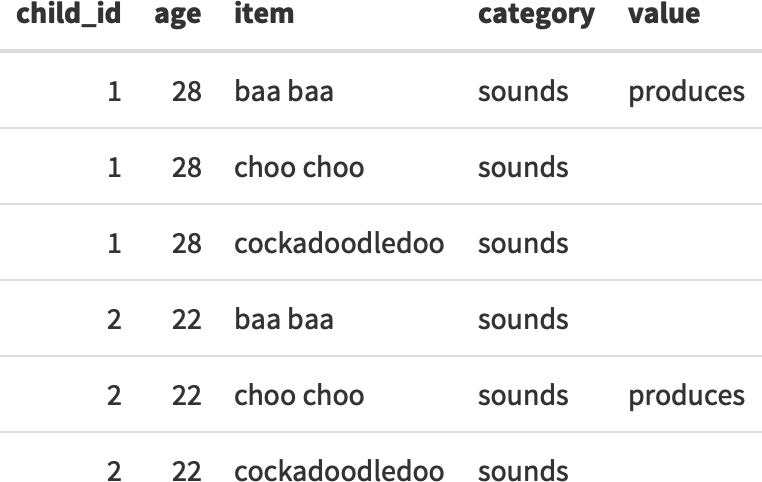 child_id age item category value
1 28 baa baa sounds produces
1 28 choo choo sounds
1 28 cockadoodledoo sounds
2 22 baa baa sounds
2 22 choo choo sounds produces
2 22 cockadoodledoo sounds